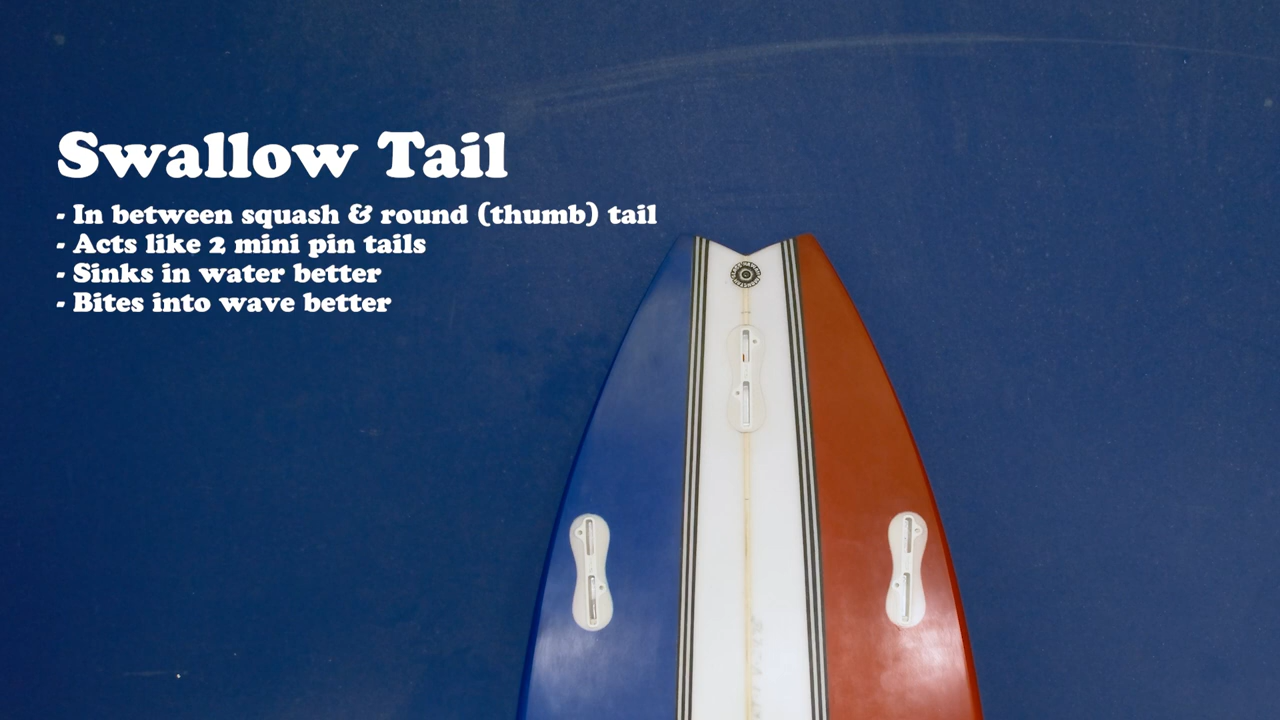 Swallow Tail
- In between squash & round (thumb) tail
- Acts like 2 mini pin tails
- Sinks in water better
- Bites into wave better